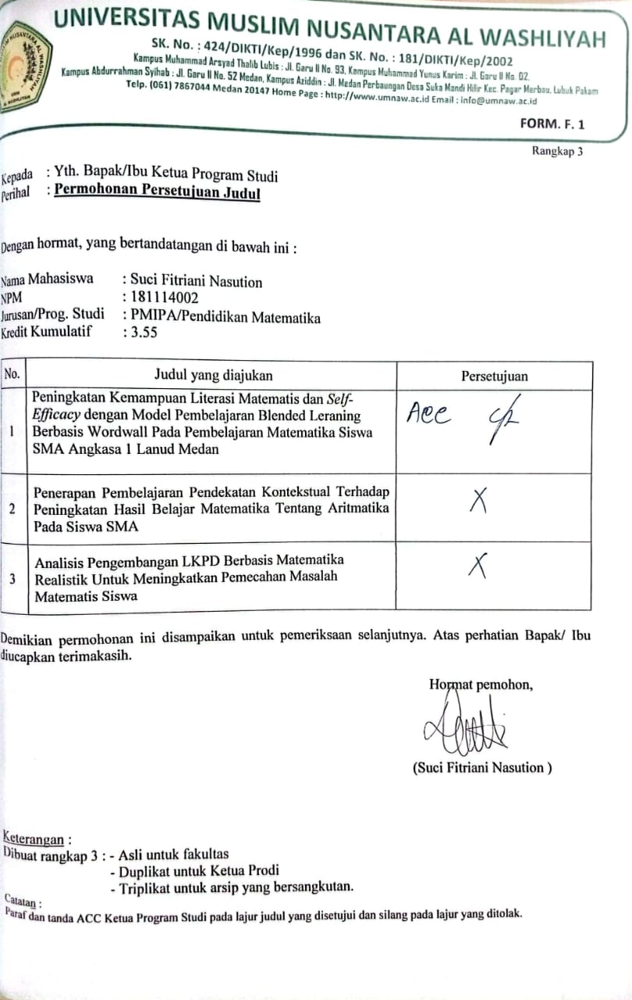 UNIVERSITAS MUSLIM NUSANTARA AL WASHLIYAH
SK. No. : 424/DIKTI/Kep/1996 dan SK. No. : 181/DIKTI/Kep/2002
Kampus Muhammad Arsyad Thalib Lubis : Jl. Garu II No. 93, Kampus Muhammad Yunus Karim : Jl. Garu II No. 02,
Kampus Abdurrahman Syihab : Jl. Garu II No. 52 Medan, Kampus Aziddin : Jl. Medan Perbaungan Desa Suka Mandi Hilir Kec. Pagar Merbau, Lubuk Pakam
Telp. (061) 7867044 Medan 20147 Home Page : http://www.umnaw.ac.id Email : info@umnaw.ac.id
FORM. F. 1
Rangkap 3
Kepada : Yth. Bapak/Ibu Ketua Program Studi
Perihal : Permohonan Persetujuan Judul
Dengan hormat, yang bertandatangan di bawah ini :
Nama Mahasiswa : Suci Fitriani Nasution
NPM : 181114002
Jurusan/Prog. Studi : PMIPA/Pendidikan Matematika
Kredit Kumulatif : 3.55
No. Judul yang diajukan Persetujuan
1 Peningkatan Kemampuan Literasi Matematis dan Self-
Efficacy dengan Model Pembelajaran Blended Leraning
Berbasis Wordwall Pada Pembelajaran Matematika Siswa
SMA Angkasa 1 Lanud Medan
Acc
2 Penerapan Pembelajaran Pendekatan Kontekstual Terhadap
Peningkatan Hasil Belajar Matematika Tentang Aritmatika
Pada Siswa SMA
X
3 Analisis Pengembangan LKPD Berbasis Matematika
Realistik Untuk Meningkatkan Pemecahan Masalah
Matematis Siswa
X
Demikian permohonan ini disampaikan untuk pemeriksaan selanjutnya. Atas perhatian Bapak/ Ibu
diucapkan terimakasih.
Hormat pemohon,
(Suci Fitriani Nasution )
Keterangan :
Dibuat rangkap 3 : - Asli untuk fakultas
- Duplikat untuk Ketua Prodi
- Triplikat untuk arsip yang bersangkutan.
Catatan :
Paraf dan tanda ACC Ketua Program Studi pada lajur judul yang disetujui dan silang pada lajur yang ditolak.